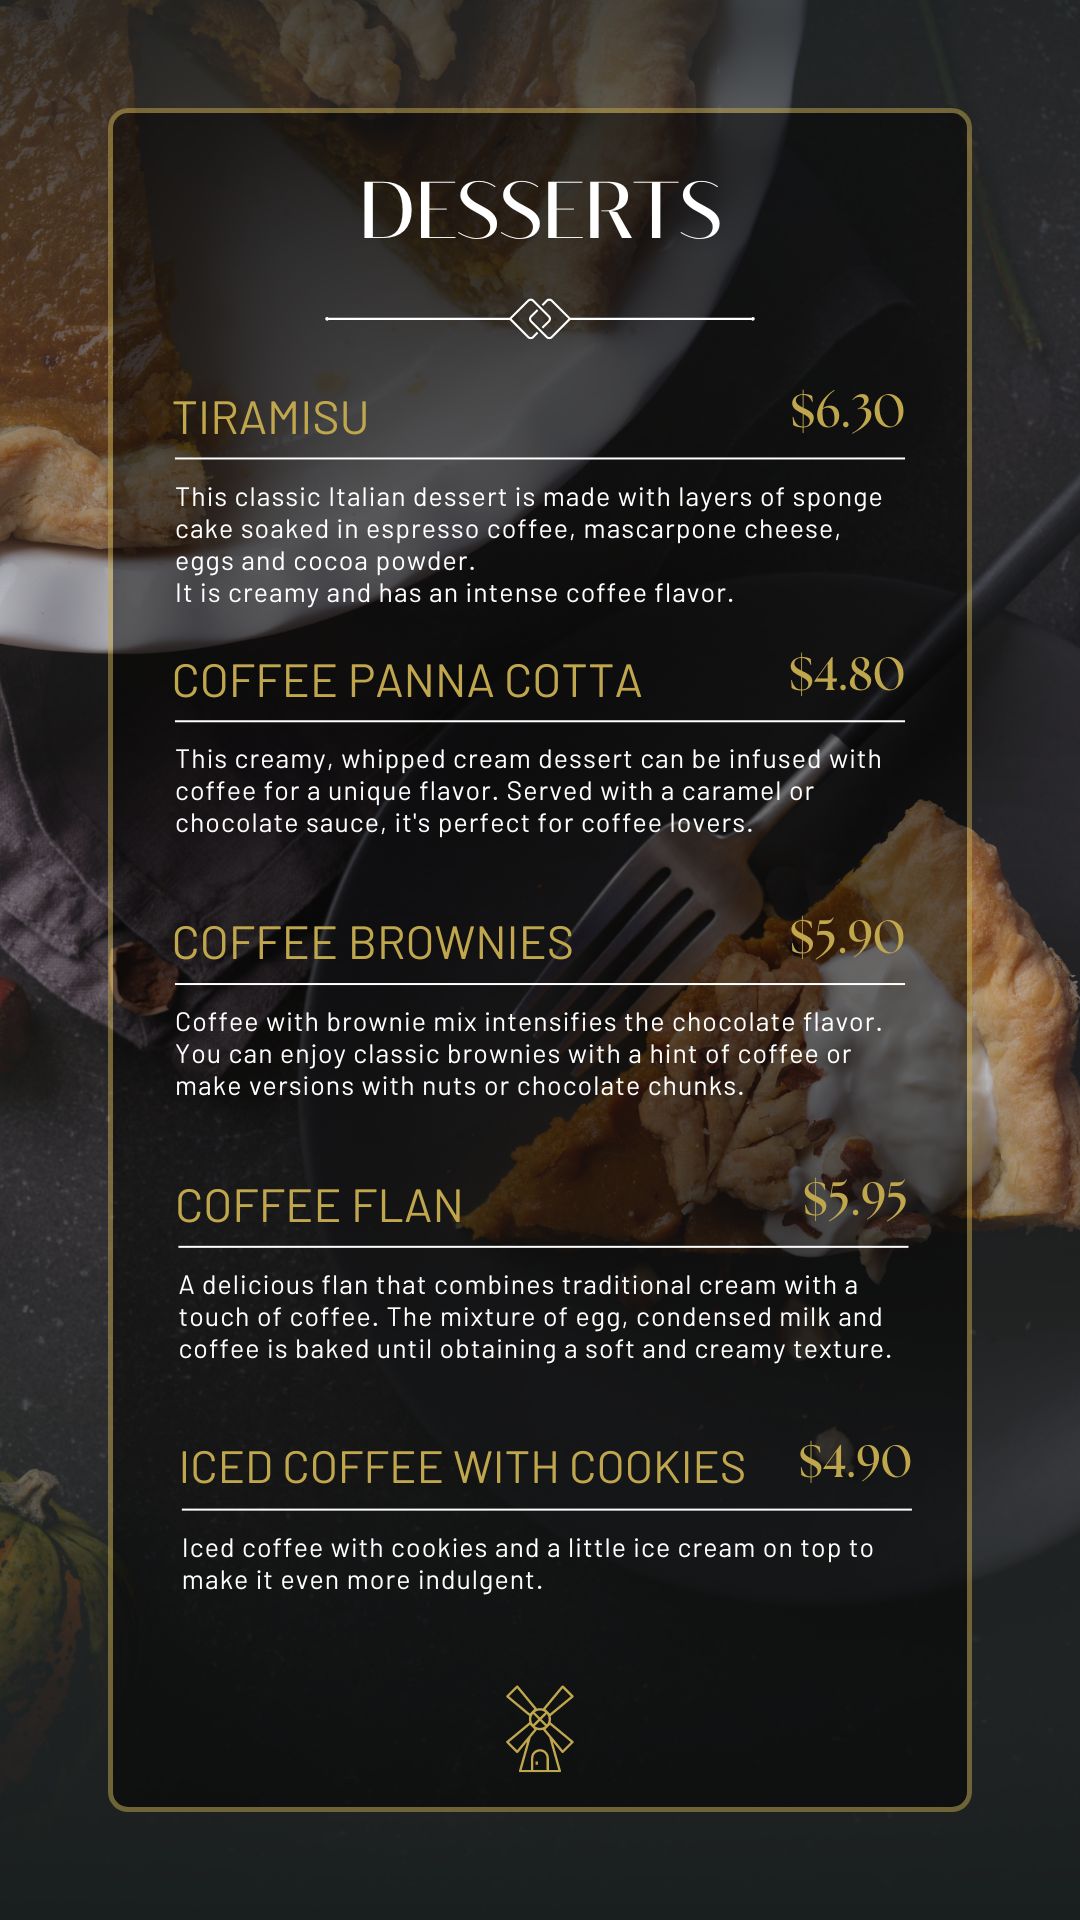 DESSERTS
TIRAMISU $6.30
This classic Italian dessert is made with layers of sponge
cake soaked in espresso coffee, mascarpone cheese,
eggs and cocoa powder.
It is creamy and has an intense coffee flavor.
COFFEE PANNA COTTA $4.80
This creamy, whipped cream dessert can be infused with
coffee for a unique flavor. Served with a caramel or
chocolate sauce, it's perfect for coffee lovers.
COFFEE BROWNIES $5.90
Coffee with brownie mix intensifies the chocolate flavor.
You can enjoy classic brownies with a hint of coffee or
make versions with nuts or chocolate chunks.
COFFEE FLAN $5.95
A delicious flan that combines traditional cream with a
touch of coffee. The mixture of egg, condensed milk and
coffee is baked until obtaining a soft and creamy texture.
ICED COFFEE WITH COOKIES $4.90
Iced coffee with cookies and a little ice cream on top to
make it even more indulgent.